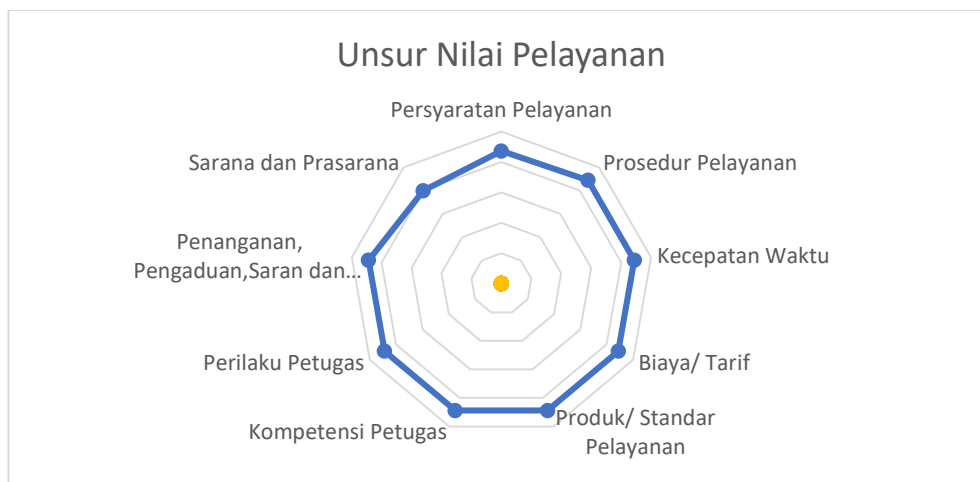 Unsur Nilai Pelayanan
Persyaratan Pelayanan
Prosedur Pelayanan
Kecepatan Waktu
Biaya/ Tarif
Produk/ Standar
Pelayanan
Kompetensi Petugas
Perilaku Petugas
Penanganan,
Pengaduan,Saran dan...
Sarana dan Prasarana